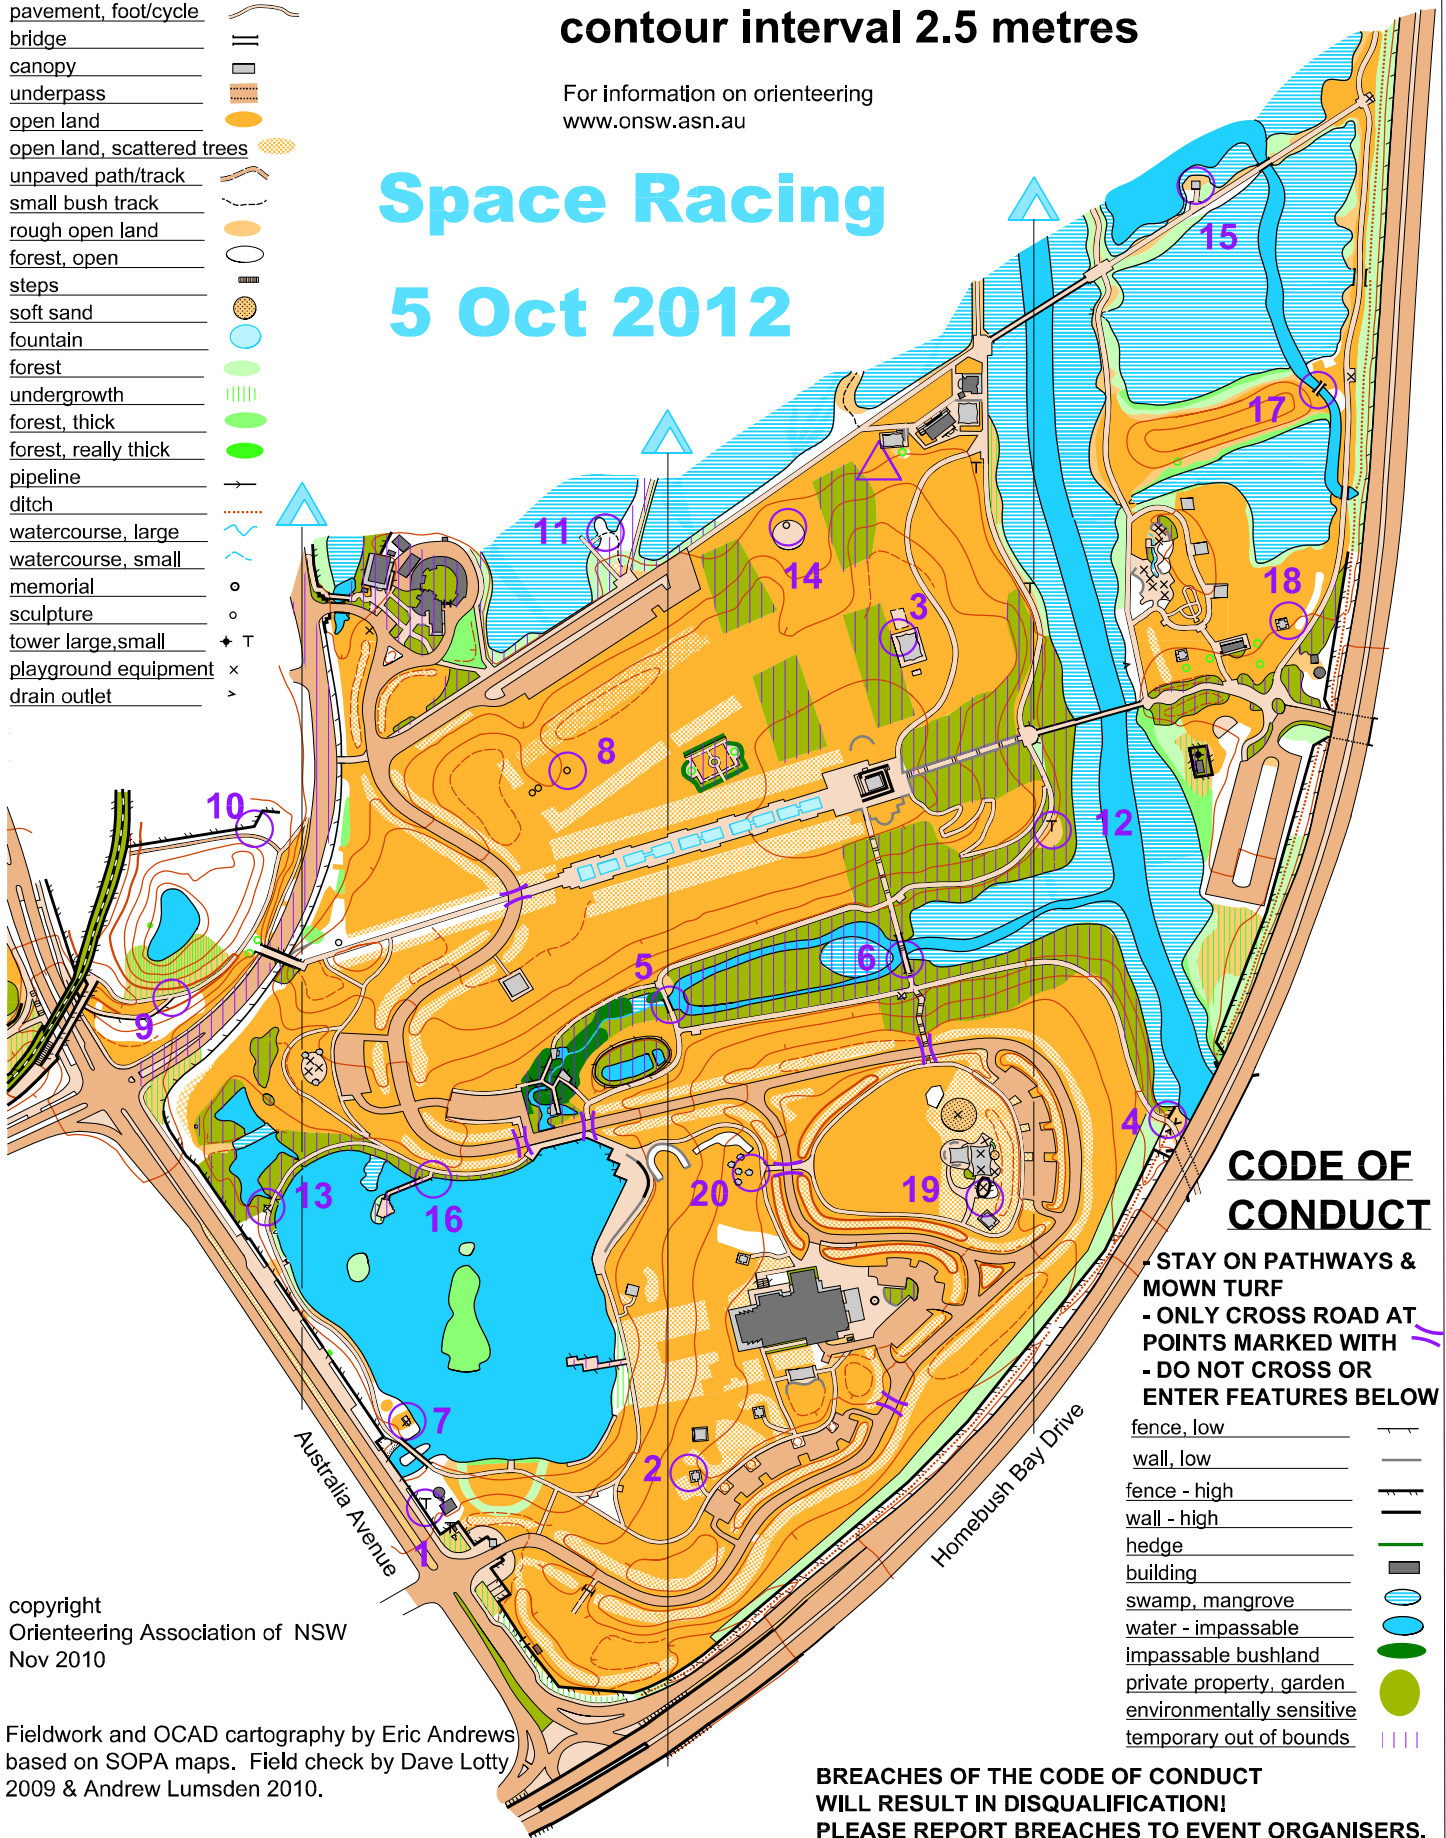 pavement, foot/cycle
bridge
canopy
underpass
open land
open land, scattered trees
unpaved path/track
small bush track
rough open land
forest, open
steps
soft sand
fountain
forest
undergrowth
forest, thick
forest, really thick
pipeline
ditch
watercourse, large
watercourse, small
memorial
sculpture
tower large,small
playground equipment
drain outlet
contour interval 2.5 metres
For information on orienteering
www.onsw.asn.au
Space Racing
5 Oct 2012
15
17
11
14
18
3
8
10
12
5
6
9
4
13
16
20
19
7
2
1
Australia Avenue
Homebush Bay Drive
CODE OF
CONDUCT
- STAY ON PATHWAYS &
MOWN TURF
- ONLY CROSS ROAD AT
POINTS MARKED WITH
- DO NOT CROSS OR
ENTER FEATURES BELOW
fence, low
wall, low
fence - high
wall - high
hedge
building
swamp, mangrove
water - impassable
impassable bushland
private property, garden
environmentally sensitive
temporary out of bounds
copyright
Orienteering Association of NSW
Nov 2010
Fieldwork and OCAD cartography by Eric Andrews
based on SOPA maps. Field check by Dave Lotty
2009 & Andrew Lumsden 2010.
BREACHES OF THE CODE OF CONDUCT
WILL RESULT IN DISQUALIFICATION!
PLEASE REPORT BREACHES TO EVENT ORGANISERS.